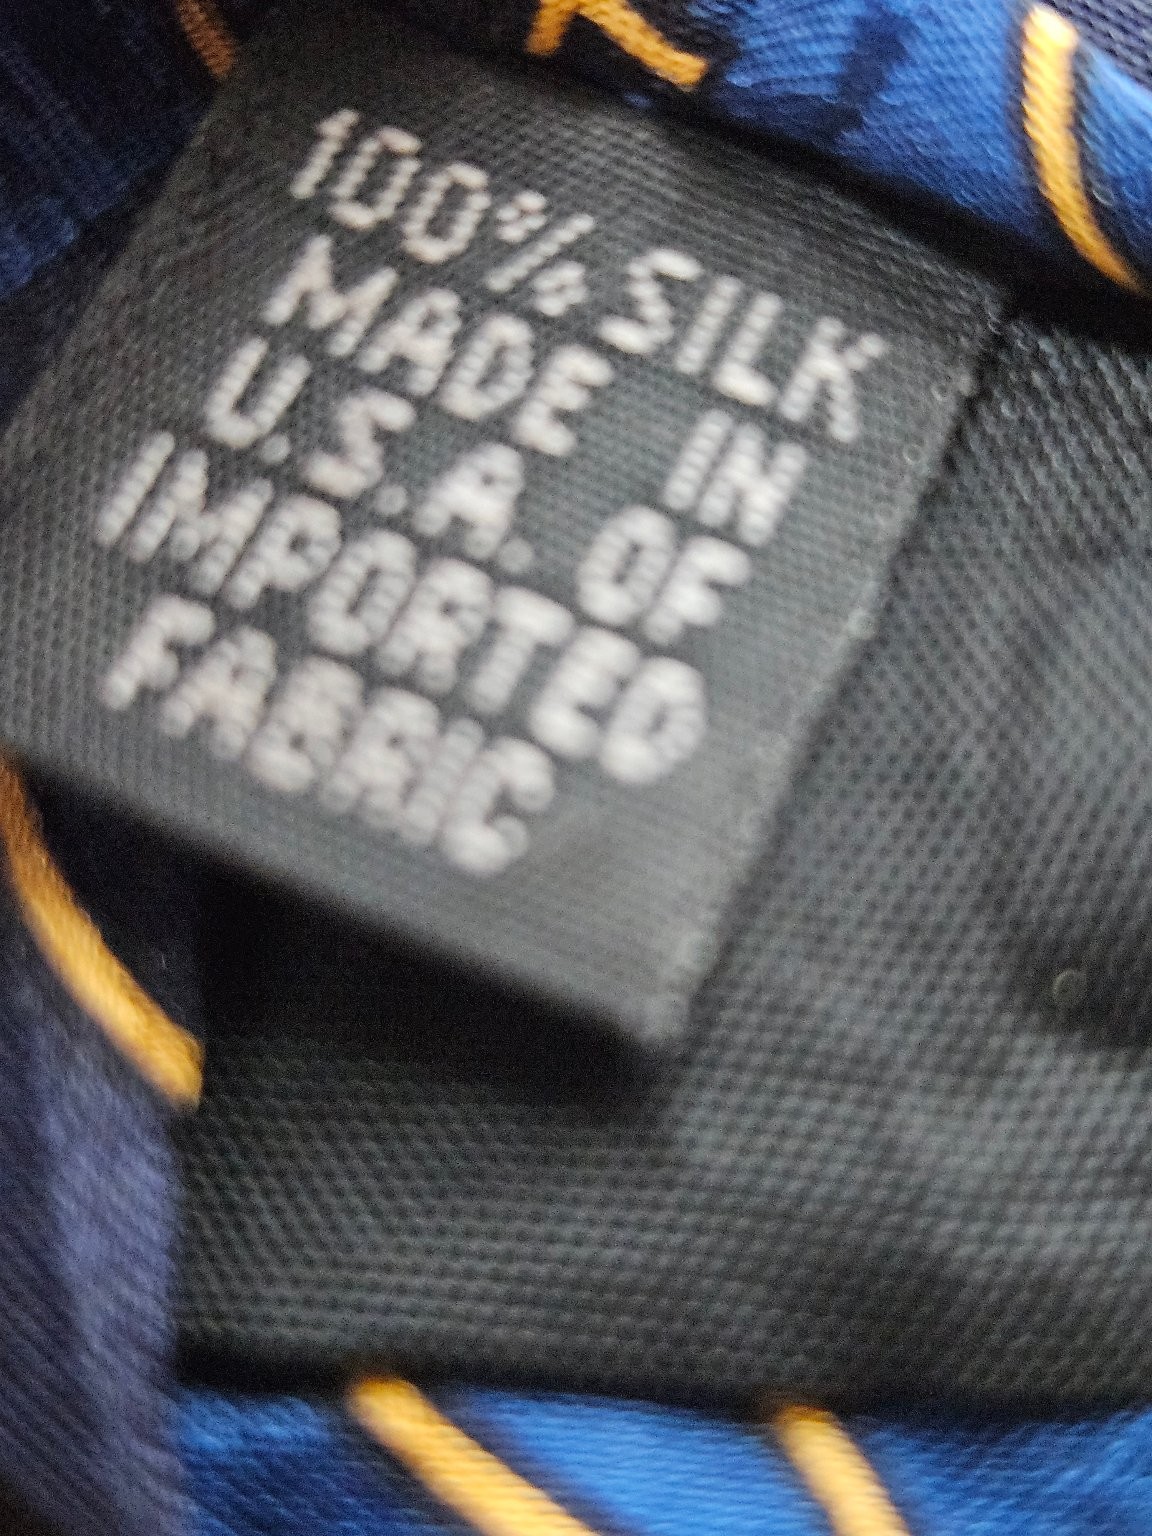 100% SILK
MADE IN
U.S.A. OF
IMPORTED
FABRIC